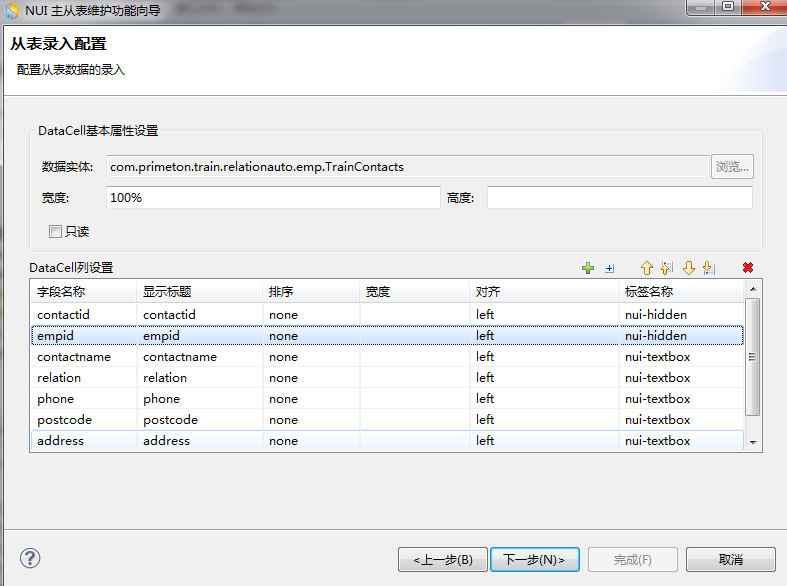 NUI 主从表维护功能向导
从表录入配置
配置从表数据的录入
DataCell基本属性设置
数据实体: com.primeton.train.relationauto.emp.TrainContacts 浏览...
宽度: 100% 高度:
只读
DataCell列设置
字段名称 显示标题 排序 宽度 对齐 标签名称
contactid contactid none left nui-hidden
empid empid none left nui-hidden
contactname contactname none left nui-textbox
relation relation none left nui-textbox
phone phone none left nui-textbox
postcode postcode none left nui-textbox
address address none left nui-textbox
<上一步(B) 下一步(N)> 完成(F) 取消